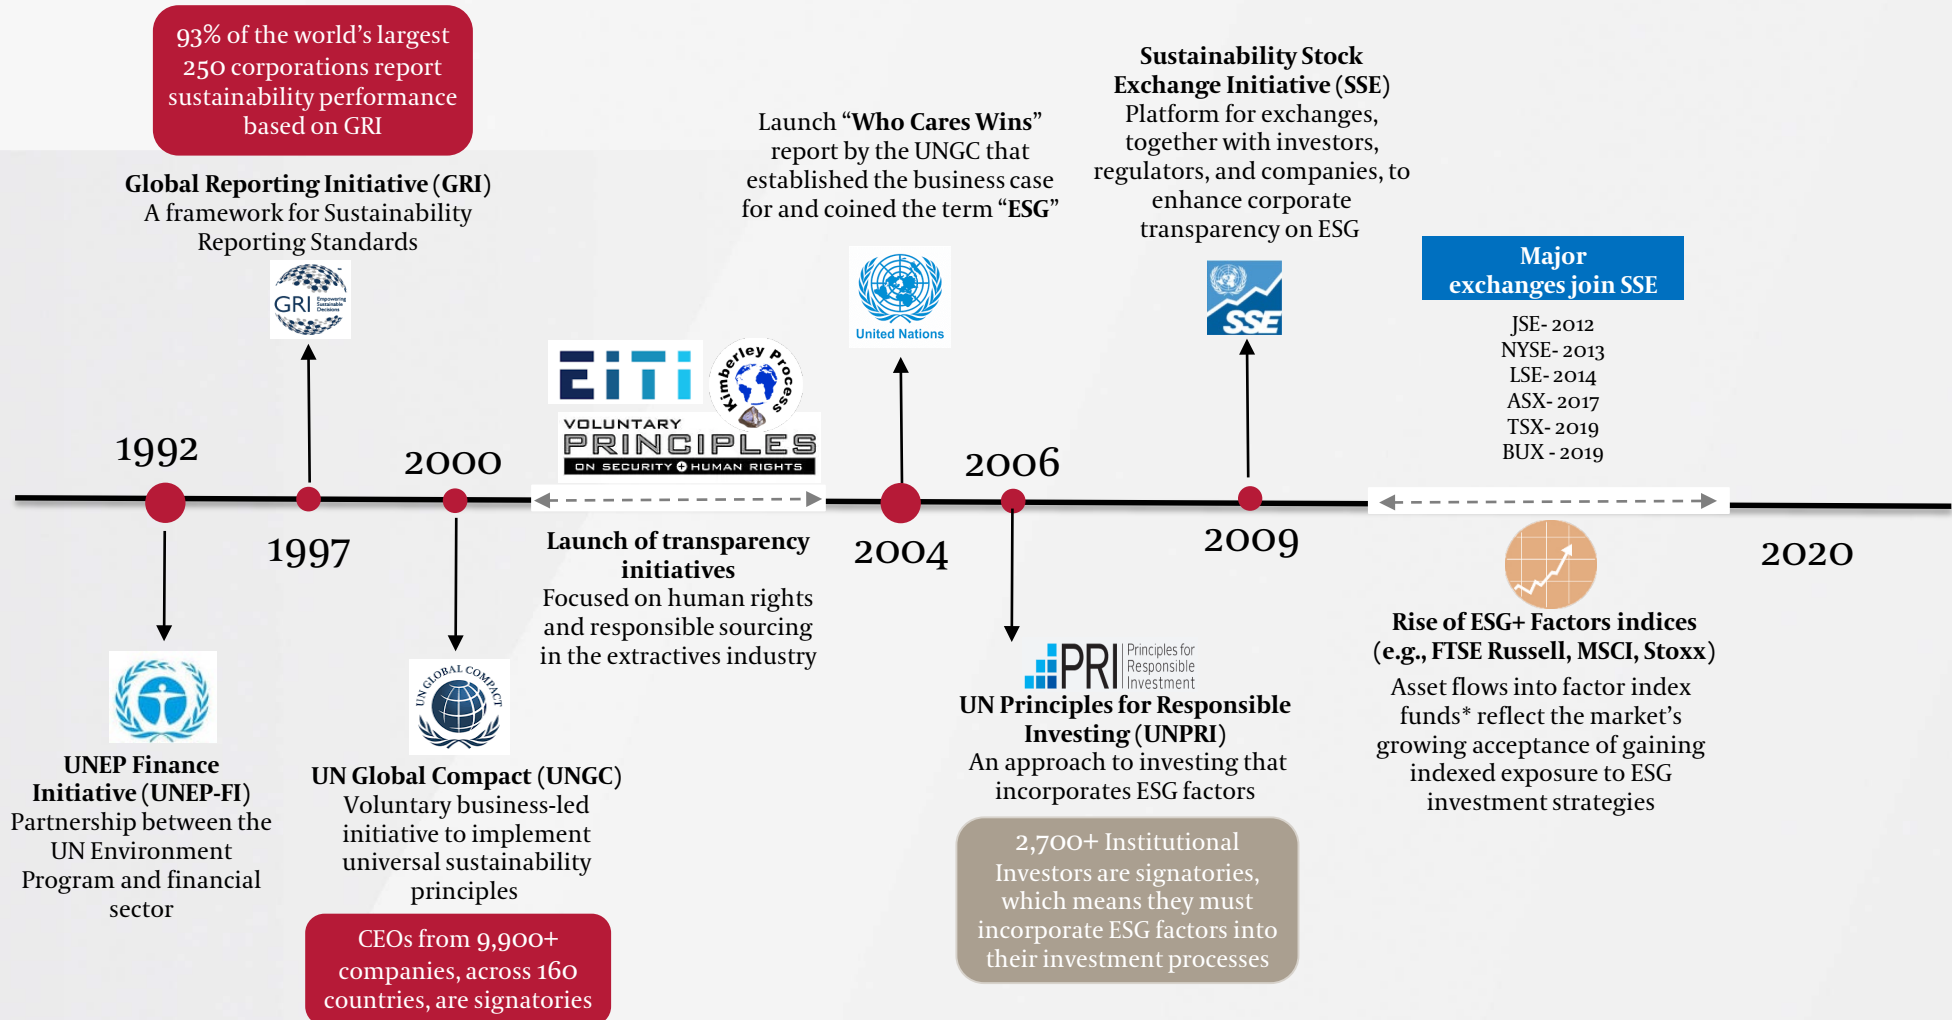 93% of the world's largest
250 corporations report
sustainability performance
based on GRI
Global Reporting Initiative (GRI)
A framework for Sustainability
Reporting Standards
GRI
Empowering
Sustainable
Decisions
1992
1997
UNEP Finance
Initiative (UNEP-FI)
Partnership between the
UN Environment
Program and financial
sector
2000
UN GLOBAL COMPACT
UN Global Compact (UNGC)
Voluntary business-led
initiative to implement
universal sustainability
principles
CEOs from 9,900+
companies, across 160
countries, are signatories
EiTi
Kimberley Process
VOLUNTARY
PRINCIPLES
ON SECURITY + HUMAN RIGHTS
Launch of transparency
initiatives
Focused on human rights
and responsible sourcing
in the extractives industry
Launch “Who Cares Wins”
report by the UNGC that
established the business case
for and coined the term “ESG”
United Nations
2004
2006
PRI
Principles for
Responsible
Investment
UN Principles for Responsible
Investing (UNPRI)
An approach to investing that
incorporates ESG factors
2,700+ Institutional
Investors are signatories,
which means they must
incorporate ESG factors into
their investment processes
Sustainability Stock
Exchange Initiative (SSE)
Platform for exchanges,
together with investors,
regulators, and companies, to
enhance corporate
transparency on ESG
SSE
2009
Major
exchanges join SSE
JSE- 2012
NYSE- 2013
LSE- 2014
ASX- 2017
TSX- 2019
BUX - 2019
Rise of ESG+ Factors indices
(e.g., FTSE Russell, MSCI, Stoxx)
Asset flows into factor index
funds* reflect the market's
growing acceptance of gaining
indexed exposure to ESG
investment strategies
2020